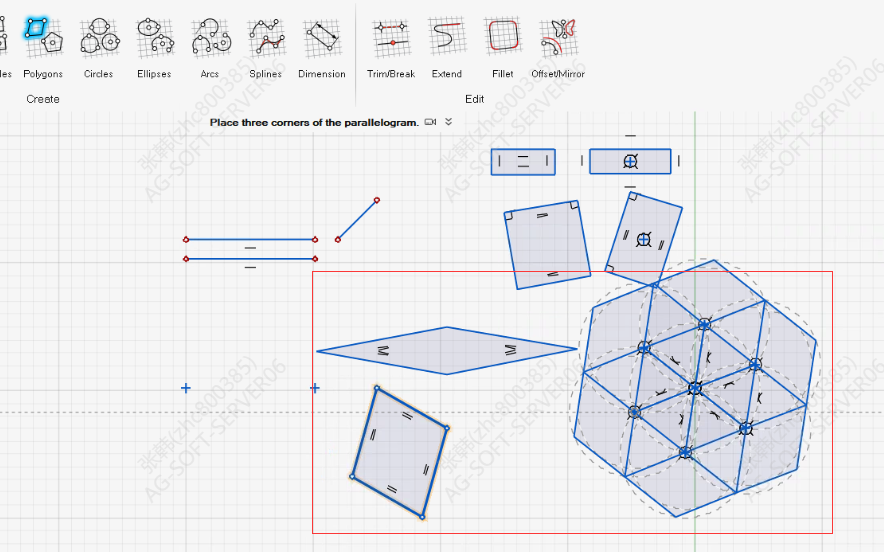 les Polygons Circles Ellipses Arcs Splines Dimension Trim/Break Extend Fillet Offset/Mirror
Create Edit
Place three corners of the parallelogram.
张韩(zhc800385)
AG-SOFT-SERVER06
张韩(zhc800385)
AG-SOFT-SERVER06
张韩(zhc800385)
AG-SOFT-SERVER06
张韩(zhc800385)
AG-SOFT-SERVER06
张韩(zhc800385)
AG-SOFT-SERVER06
张韩(zhc800385)
AG-SOFT-SERVER06